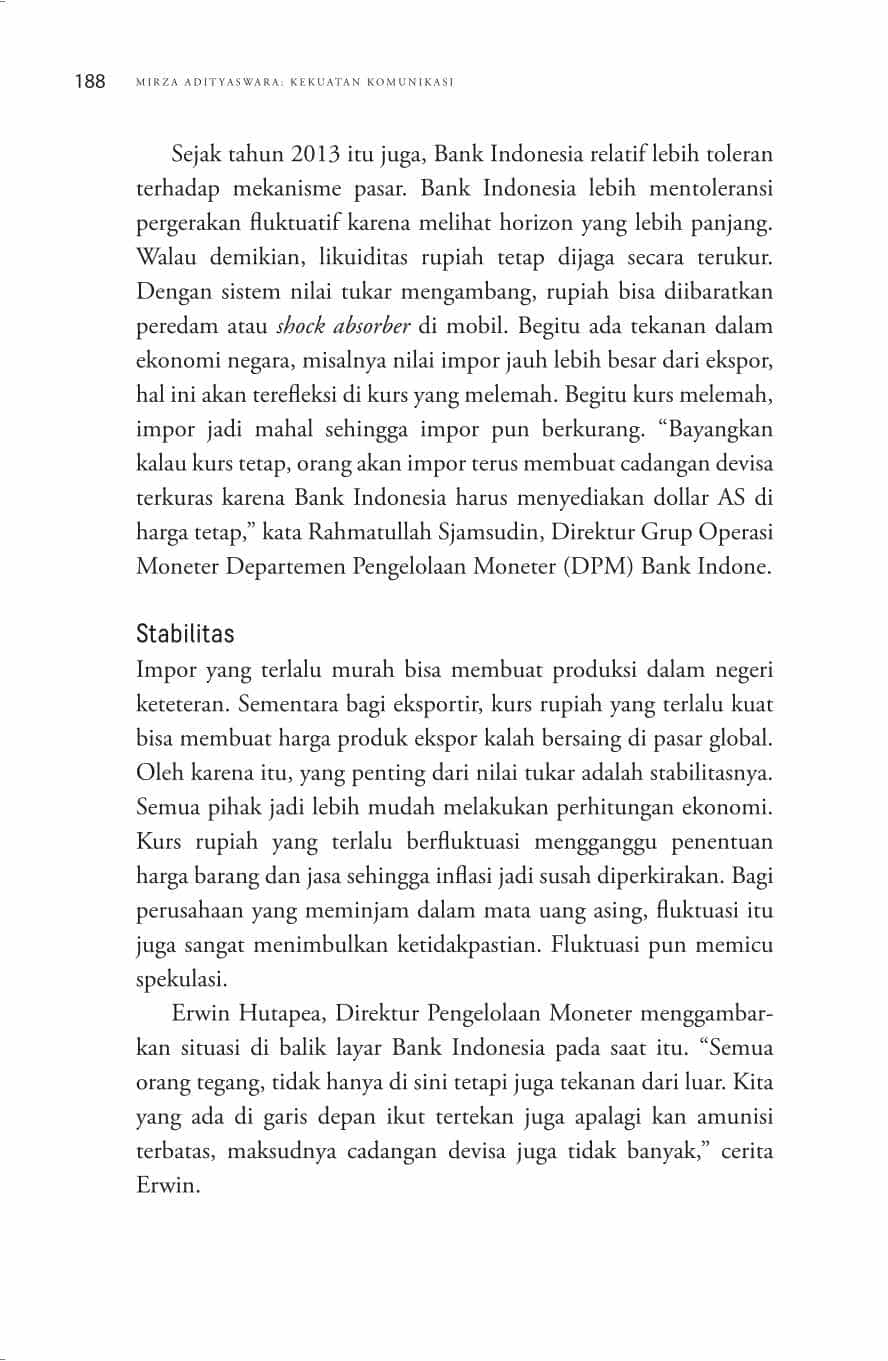 188 MIRZA ADITYASWARA: KEKUATAN KOMUNIKASI
Sejak tahun 2013 itu juga, Bank Indonesia relatif lebih toleran
terhadap mekanisme pasar. Bank Indonesia lebih mentoleransi
pergerakan fluktuatif karena melihat horizon yang lebih panjang.
Walau demikian, likuiditas rupiah tetap dijaga secara terukur.
Dengan sistem nilai tukar mengambang, rupiah bisa diibaratkan
peredam atau shock absorber di mobil. Begitu ada tekanan dalam
ekonomi negara, misalnya nilai impor jauh lebih besar dari ekspor,
hal ini akan terefleksi di kurs yang melemah. Begitu kurs melemah,
impor jadi mahal sehingga impor pun berkurang. “Bayangkan
kalau kurs tetap, orang akan impor terus membuat cadangan devisa
terkuras karena Bank Indonesia harus menyediakan dollar AS di
harga tetap,” kata Rahmatullah Sjamsudin, Direktur Grup Operasi
Moneter Departemen Pengelolaan Moneter (DPM) Bank Indone.
Stabilitas
Impor yang terlalu murah bisa membuat produksi dalam negeri
keteteran. Sementara bagi eksportir, kurs rupiah yang terlalu kuat
bisa membuat harga produk ekspor kalah bersaing di pasar global.
Oleh karena itu, yang penting dari nilai tukar adalah stabilitasnya.
Semua pihak jadi lebih mudah melakukan perhitungan ekonomi.
Kurs rupiah yang terlalu berfluktuasi mengganggu penentuan
harga barang dan jasa sehingga inflasi jadi susah diperkirakan. Bagi
perusahaan yang meminjam dalam mata uang asing, fluktuasi itu
juga sangat menimbulkan ketidakpastian. Fluktuasi pun memicu
spekulasi.
Erwin Hutapea, Direktur Pengelolaan Moneter menggambar-
kan situasi di balik layar Bank Indonesia pada saat itu. “Semua
orang tegang, tidak hanya di sini tetapi juga tekanan dari luar. Kita
yang ada di garis depan ikut tertekan juga apalagi kan amunisi
terbatas, maksudnya cadangan devisa juga tidak banyak,” cerita
Erwin.